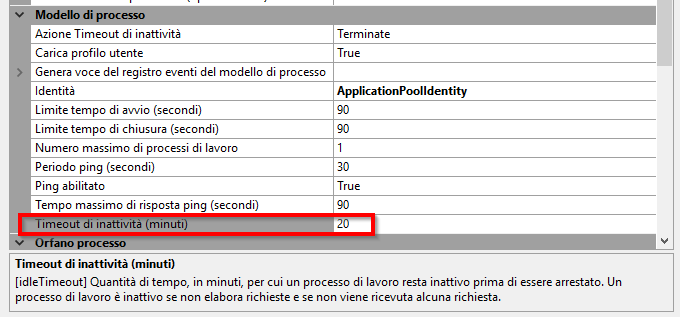 Modello di processo
Azione Timeout di inattività Terminate
Carica profilo utente True
Genera voce del registro eventi del modello di processo
Identità ApplicationPoolIdentity
Limite tempo di avvio (secondi) 90
Limite tempo di chiusura (secondi) 90
Numero massimo di processi di lavoro 1
Periodo ping (secondi) 30
Ping abilitato True
Tempo massimo di risposta ping (secondi) 90
Timeout di inattività (minuti) 20
Orfano processo
Timeout di inattività (minuti)
[idleTimeout] Quantità di tempo, in minuti, per cui un processo di lavoro resta inattivo prima di essere arrestato. Un
processo di lavoro è inattivo se non elabora richieste e se non viene ricevuta alcuna richiesta.